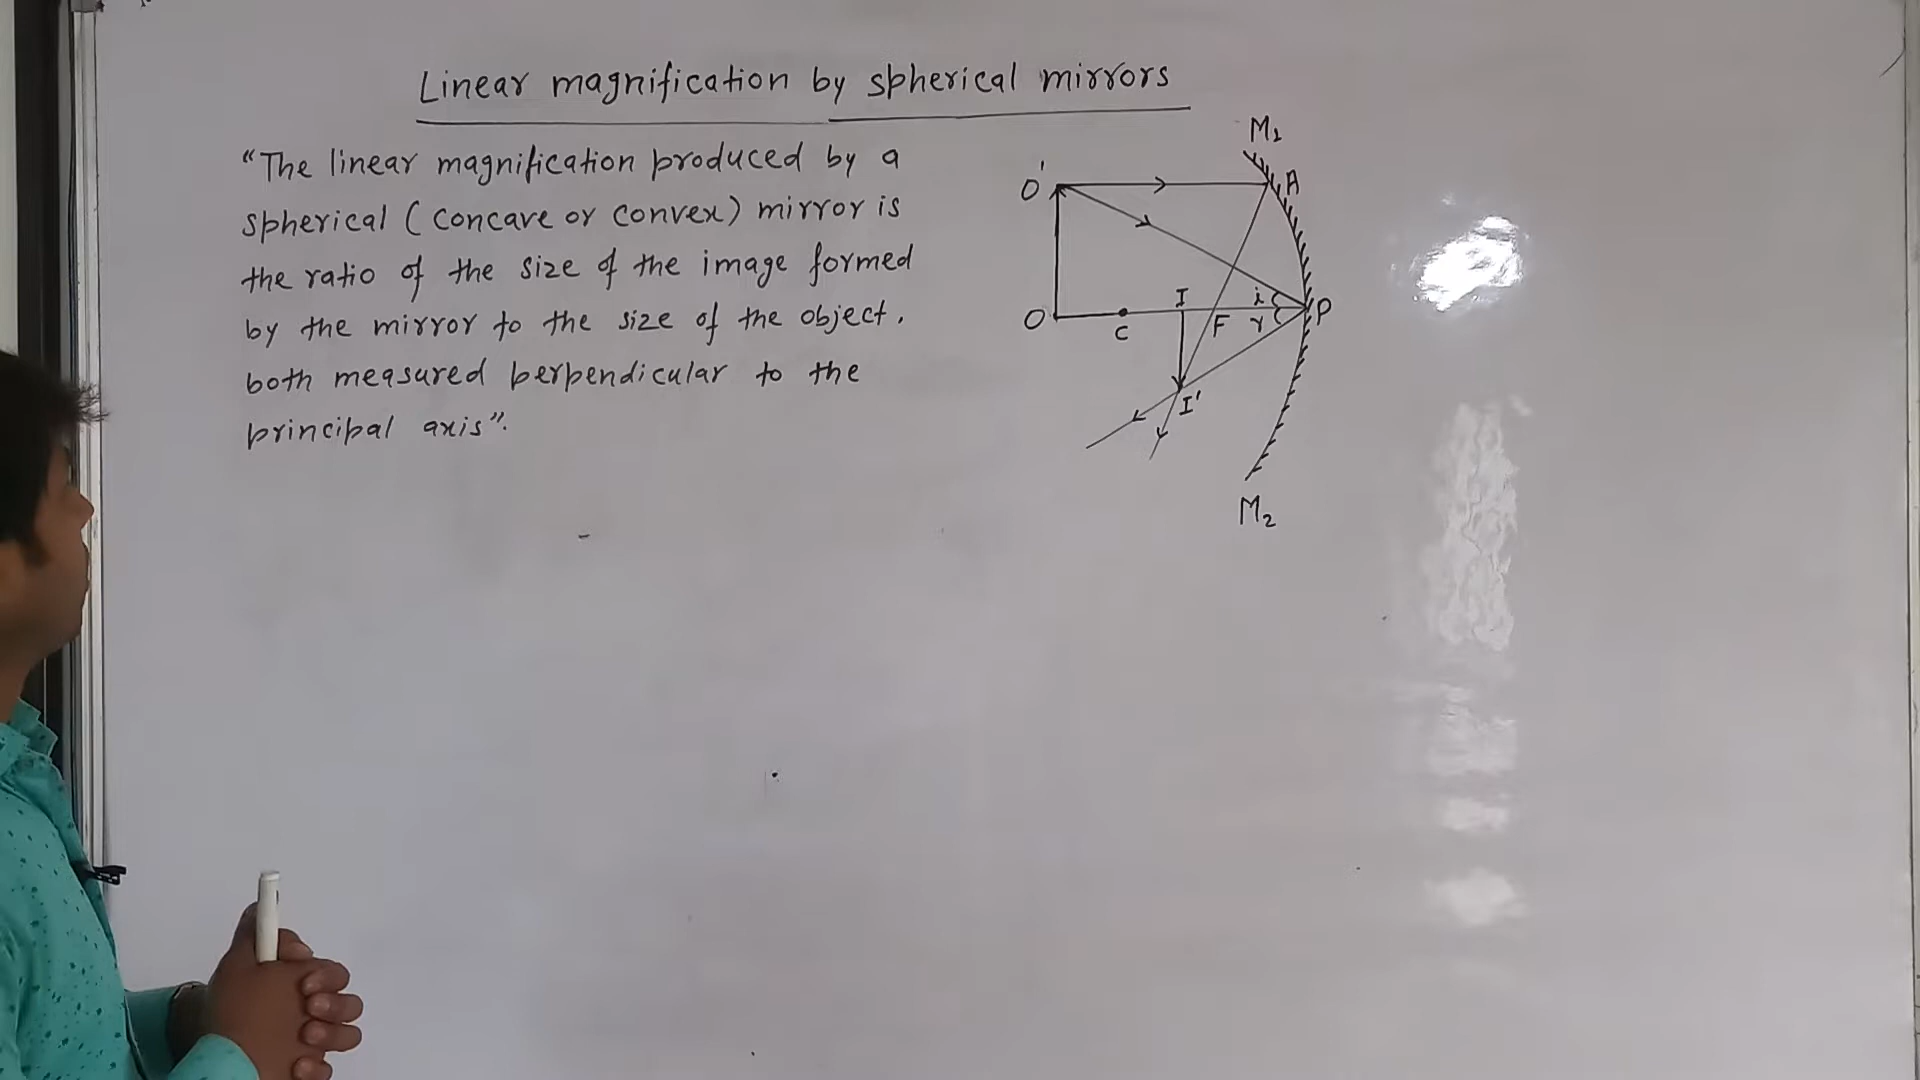 Linear magnification by spherical mirrors
"The linear magnification produced by a
spherical (concave or convex) mirror is
the ratio of the size of the image formed
by the mirror to the size of the object.
both measured perpendicular to the
principal axis".
M1
O'
A
I
i
P
O
C
F
r
I'
M2